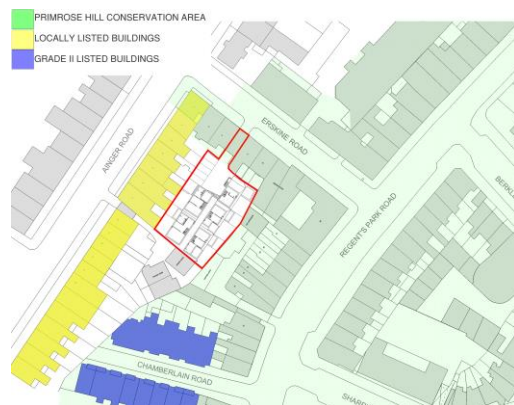 PRIMROSE HILL CONSERVATION AREA
LOCALLY LISTED BUILDINGS
GRADE II LISTED BUILDINGS
ERSKINE ROAD
AINGER ROAD
REGENT'S PARK ROAD
CHAMBERLAIN ROAD